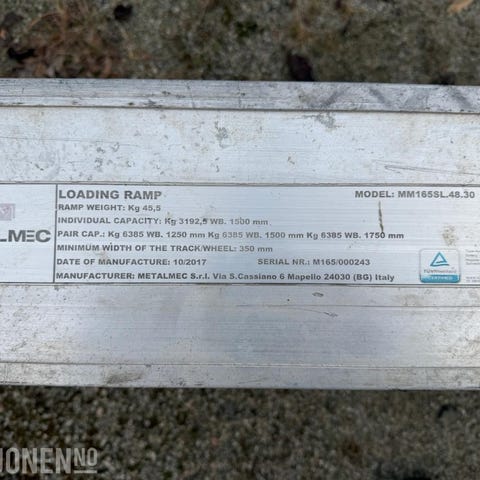 LMEC
LOADING RAMP MODEL: MM165SL.48.30
RAMP WEIGHT: Kg 45,5
INDIVIDUAL CAPACITY: Kg 3192,5 WB. 1500 mm
PAIR CAP.: Kg 6385 WB. 1250 mm Kg 6385 WB. 1500 mm Kg 6385 WB. 1750 mm
MINIMUM WIDTH OF THE TRACK/WHEEL: 350 mm
DATE OF MANUFACTURE: 10/2017 SERIAL NR.: M165/000243
MANUFACTURER: METALMEC S.r.l. Via S.Cassiano 6 Mapello 24030 (BG) Italy
CERTIFIED
JONENNO